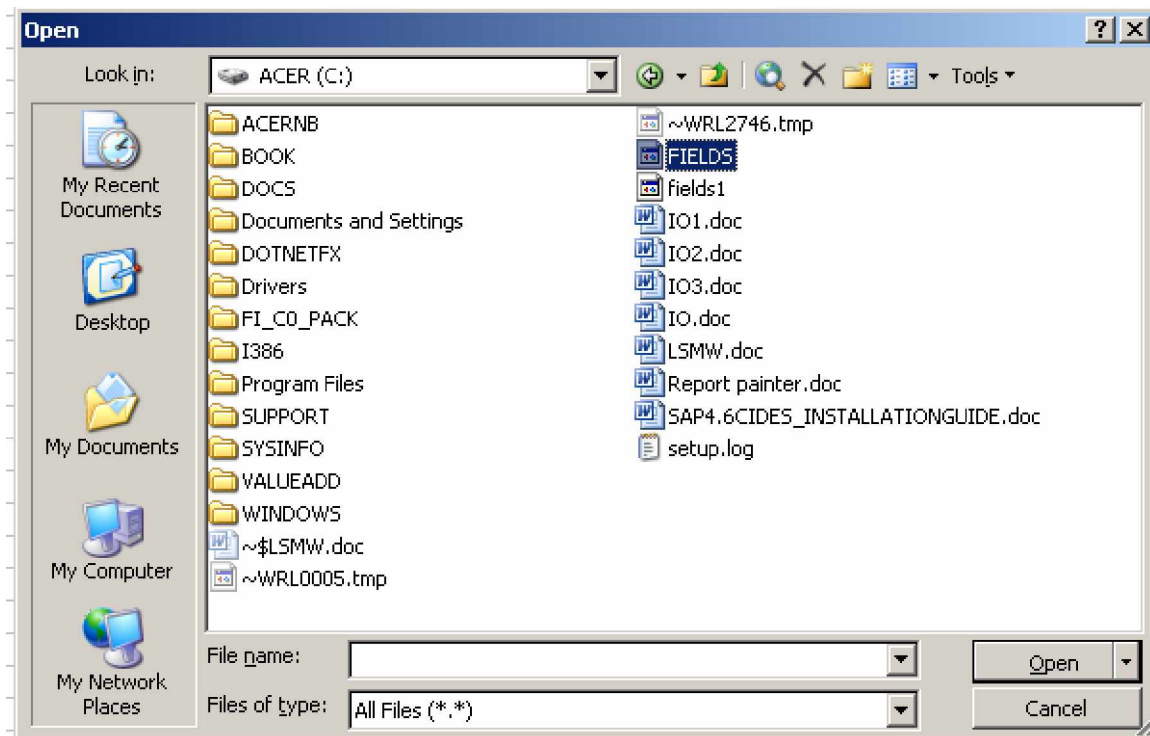 Open
Look in:
ACER (C:)
Tools
My Recent
Documents
Desktop
My Documents
My Computer
My Network
Places
ACERNB
BOOK
DOCS
Documents and Settings
DOTNETFX
Drivers
FI_C0_PACK
I386
Program Files
SUPPORT
SYSINFO
VALUEADD
WINDOWS
~$LSMW.doc
~WRL0005.tmp
~WRL2746.tmp
FIELDS
fields1
IO1.doc
IO2.doc
IO3.doc
IO.doc
LSMW.doc
Report painter.doc
SAP4.6CIDES_INSTALLATIONGUIDE.doc
setup.log
File name:
Open
Files of type:
All Files (*.*)
Cancel